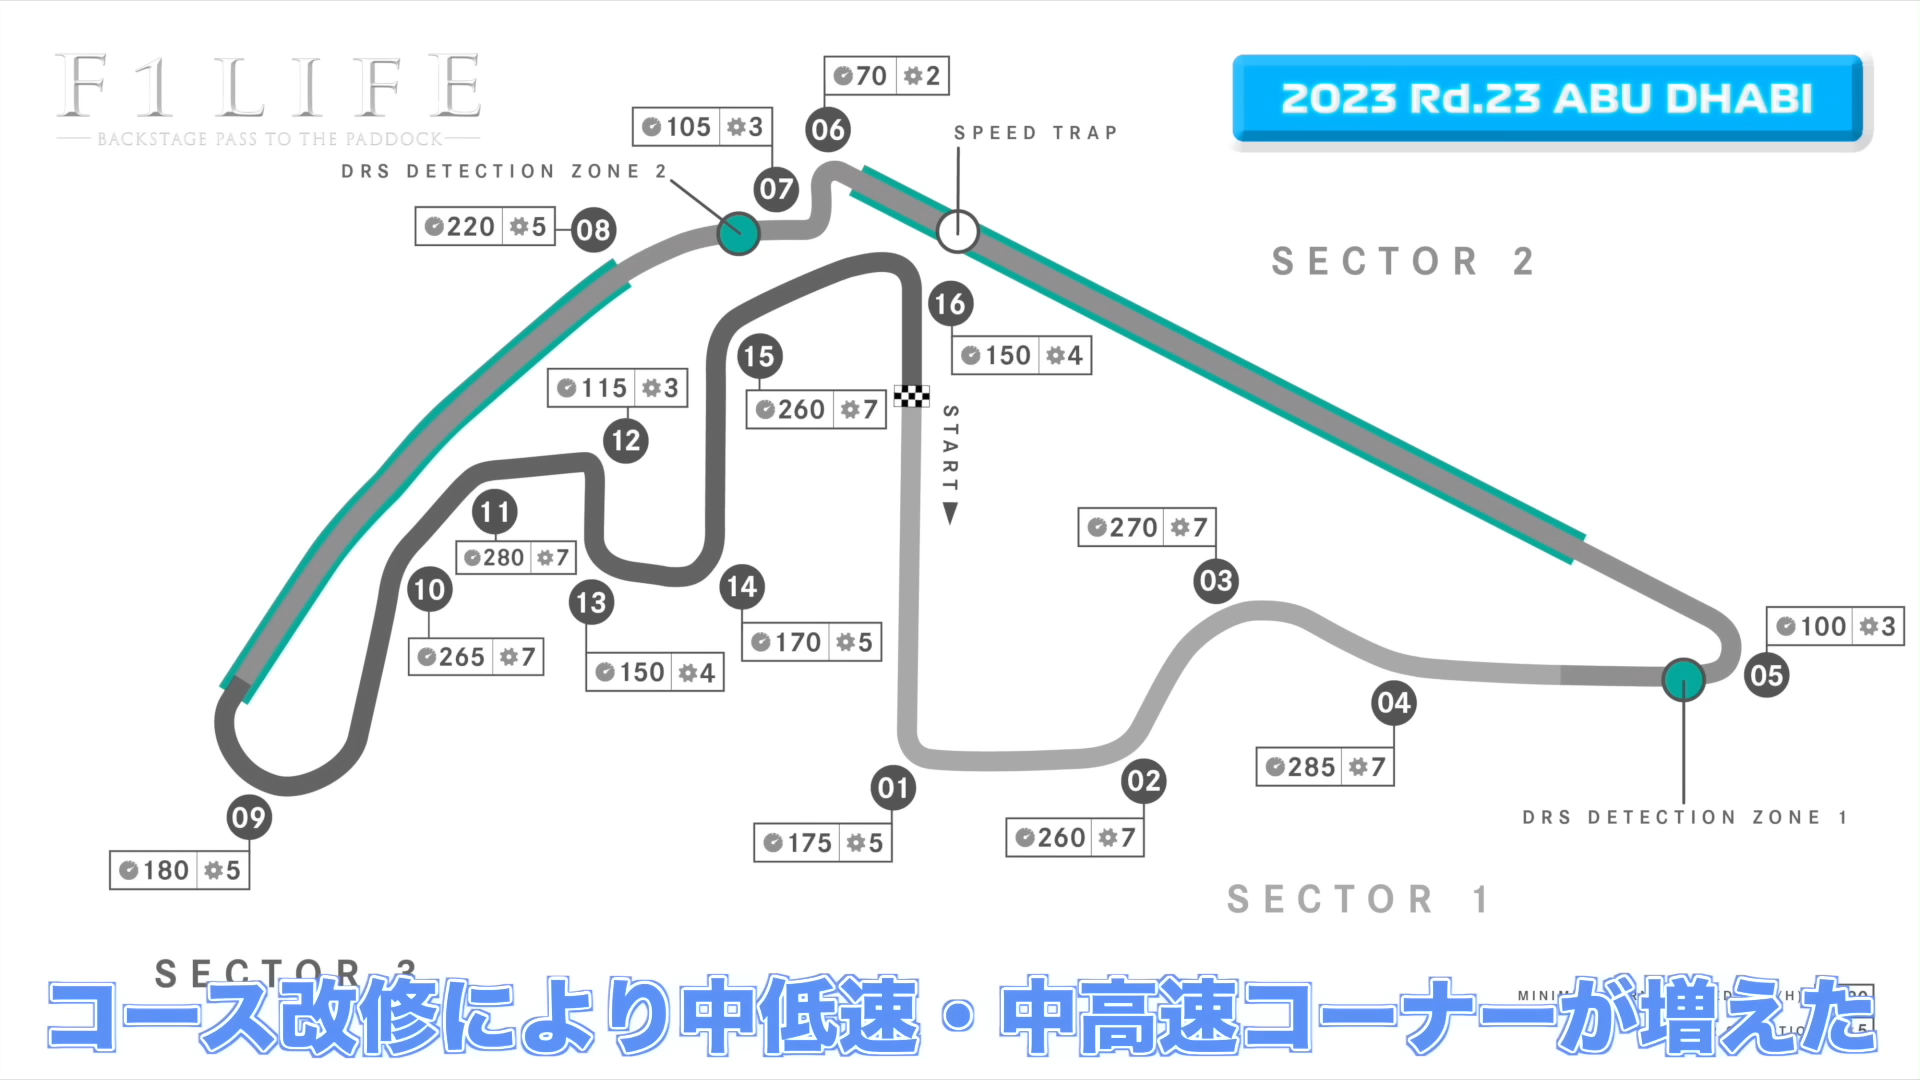 F1LIFE
BACKSTAGE PASS TO THE PADDOCK
2023 Rd.23 ABU DHABI
70 2
06
105 3
07
SPEED TRAP
DRS DETECTION ZONE 2
220 5
08
SECTOR 2
16
150 4
15
260 7
115 3
12
START
11
280 7
270 7
03
10
265 7
13
150 4
14
170 5
100 3
05
04
285 7
01
175 5
02
260 7
DRS DETECTION ZONE 1
09
180 5
SECTOR 1
SECTOR 3
コース改修により中低速・中高速コーナーが増えた